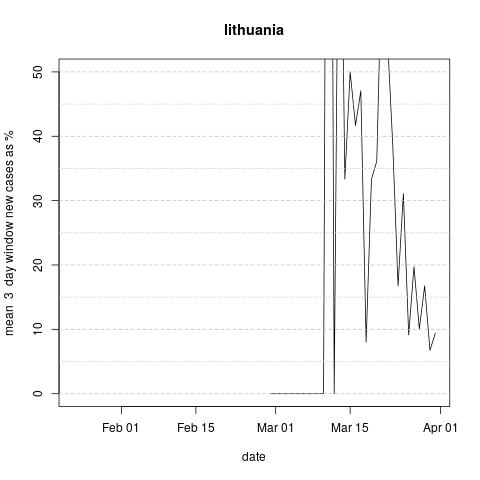 lithuania
mean  3  day window new cases as %
50
40
30
20
10
0
Feb 01
Feb 15
Mar 01
Mar 15
Apr 01
date